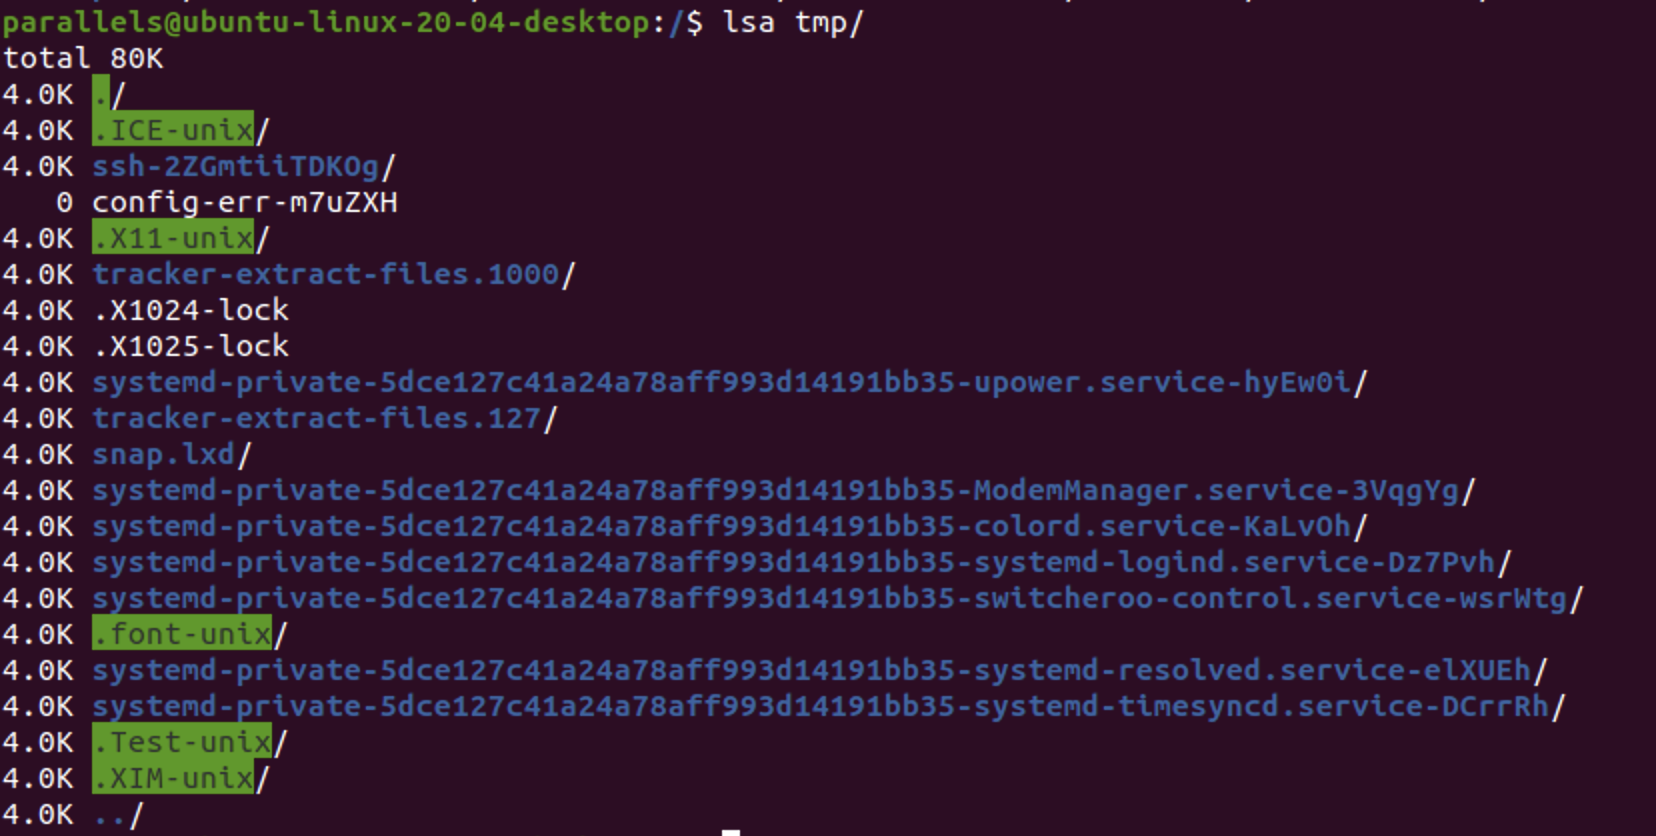 parallels@ubuntu-linux-20-04-desktop:/$ lsa tmp/
total 80K
4.0K ./
4.0K .ICE-unix/
4.0K ssh-2ZGmtiiTDKOg/
   0 config-err-m7uZXH
4.0K .X11-unix/
4.0K tracker-extract-files.1000/
4.0K .X1024-lock
4.0K .X1025-lock
4.0K systemd-private-5dce127c41a24a78aff993d14191bb35-upower.service-hyEw0i/
4.0K tracker-extract-files.127/
4.0K snap.lxd/
4.0K systemd-private-5dce127c41a24a78aff993d14191bb35-ModemManager.service-3VqgYg/
4.0K systemd-private-5dce127c41a24a78aff993d14191bb35-colord.service-KaLvOh/
4.0K systemd-private-5dce127c41a24a78aff993d14191bb35-systemd-logind.service-Dz7Pvh/
4.0K systemd-private-5dce127c41a24a78aff993d14191bb35-switcheroo-control.service-wsrWtg/
4.0K .font-unix/
4.0K systemd-private-5dce127c41a24a78aff993d14191bb35-systemd-resolved.service-elXUEh/
4.0K systemd-private-5dce127c41a24a78aff993d14191bb35-systemd-timesyncd.service-DCrrRh/
4.0K .Test-unix/
4.0K .XIM-unix/
4.0K ../